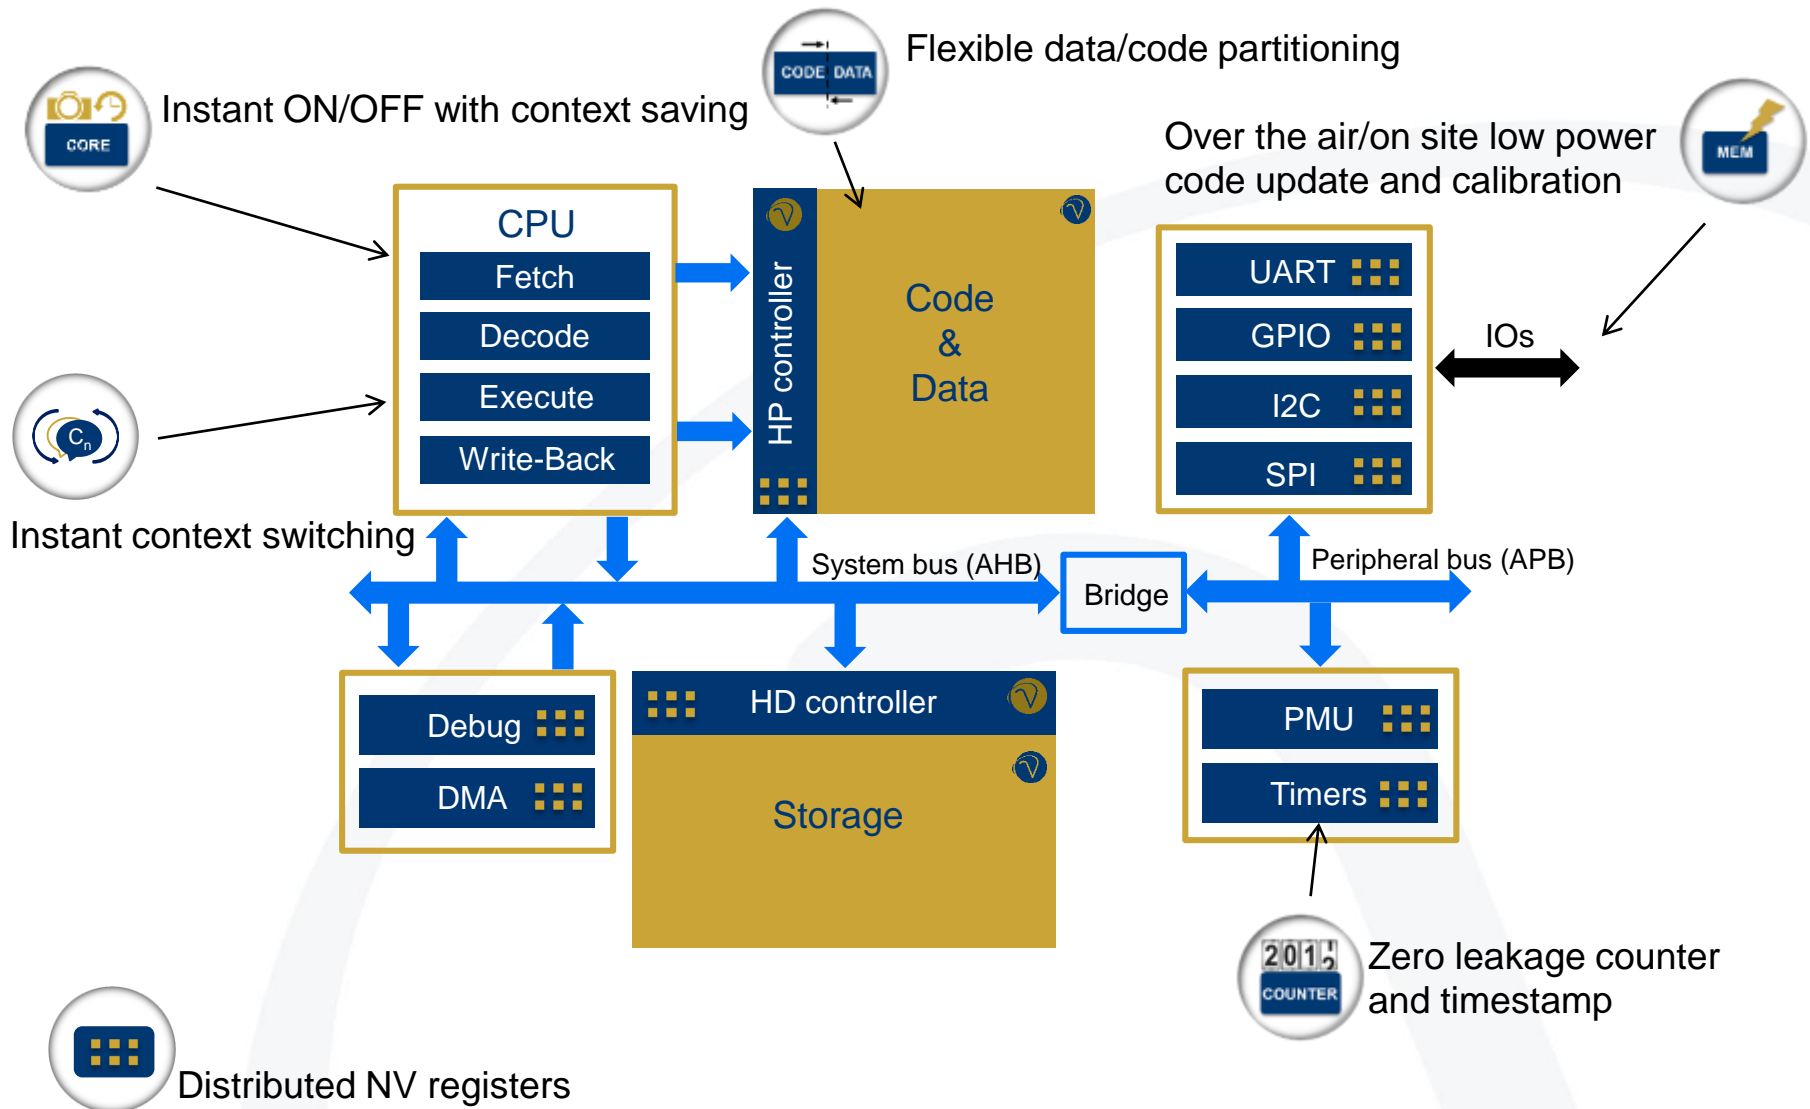 Flexible data/code partitioning
CODE DATA
Instant ON/OFF with context saving
CORE
Over the air/on site low power
code update and calibration
MEM
CPU
Fetch
Decode
Execute
Write-Back
HP controller
Code
&
Data
UART
GPIO
I2C
SPI
IOs
Cn
Instant context switching
System bus (AHB)
Bridge
Peripheral bus (APB)
Debug
DMA
HD controller
Storage
PMU
Timers
COUNTER
Zero leakage counter
and timestamp
Distributed NV registers